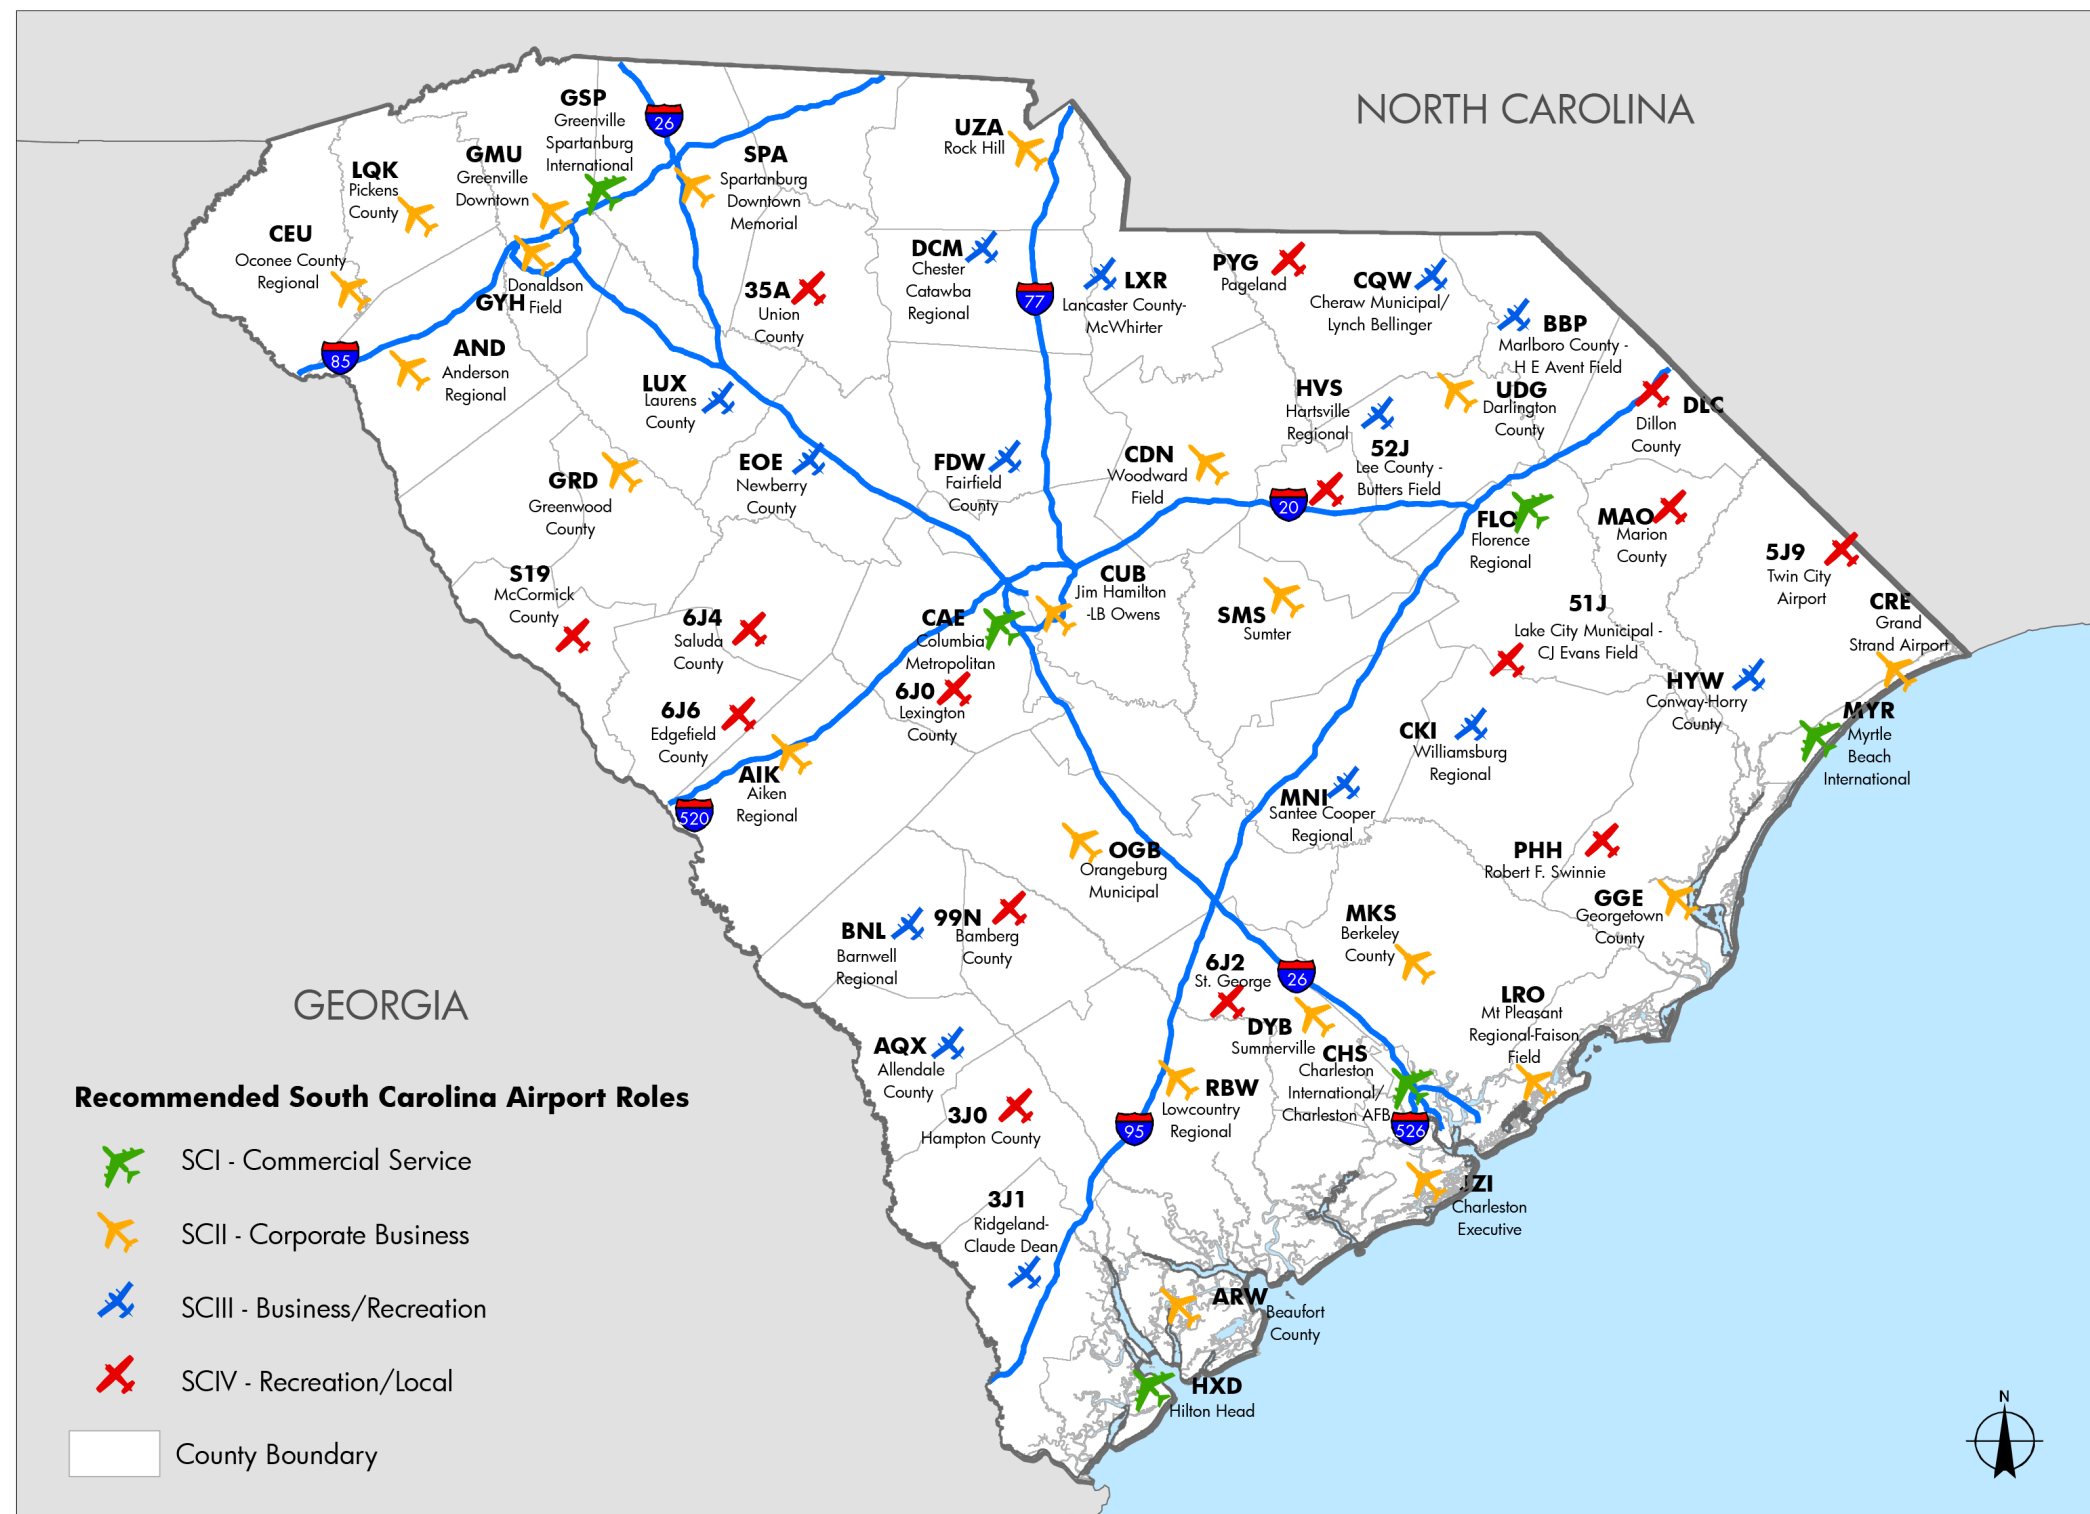 NORTH CAROLINA
GEORGIA
GSP
Greenville
Spartanburg
International
26
UZA
Rock Hill
LQK
Pickens
County
GMU
Greenville
Downtown
SPA
Spartanburg
Downtown
Memorial
CEU
Oconee County
Regional
GYH
Donaldson
Field
35A
Union
County
DCM
Chester
Catawba
Regional
77
LXR
Lancaster County-
McWhirter
PYG
Pageland
CQW
Cheraw Municipal/
Lynch Bellinger
BBP
Marlboro County -
H E Avent Field
85
AND
Anderson
Regional
LUX
Laurens
County
HVS
Hartsville
Regional
UDG
Darlington
County
DLC
Dillon
County
GRD
Greenwood
County
EOE
Newberry
County
FDW
Fairfield
County
CDN
Woodward
Field
52J
Lee County -
Butters Field
20
FLO
Florence
Regional
MAO
Marion
County
5J9
Twin City
Airport
S19
McCormick
County
6J4
Saluda
County
CAE
Columbia
Metropolitan
CUB
Jim Hamilton
-LB Owens
SMS
Sumter
51J
Lake City Municipal -
CJ Evans Field
CRE
Grand
Strand Airport
6J6
Edgefield
County
6J0
Lexington
County
HYW
Conway-Horry
County
MYR
Myrtle
Beach
International
CKI
Williamsburg
Regional
AIK
Aiken
Regional
520
MNI
Santee Cooper
Regional
OGB
Orangeburg
Municipal
PHH
Robert F. Swinnie
GGE
Georgetown
County
BNL
Barnwell
Regional
99N
Bamberg
County
MKS
Berkeley
County
6J2
St. George
26
DYB
Summerville
LRO
Mt Pleasant
Regional-Faison
Field
AQX
Allendale
County
CHS
Charleston
International/
Charleston AFB
526
RBW
Lowcountry
Regional
3J0
Hampton County
95
JZI
Charleston
Executive
3J1
Ridgeland-
Claude Dean
ARW
Beaufort
County
HXD
Hilton Head
Recommended South Carolina Airport Roles
SCI - Commercial Service
SCII - Corporate Business
SCIII - Business/Recreation
SCIV - Recreation/Local
County Boundary
N